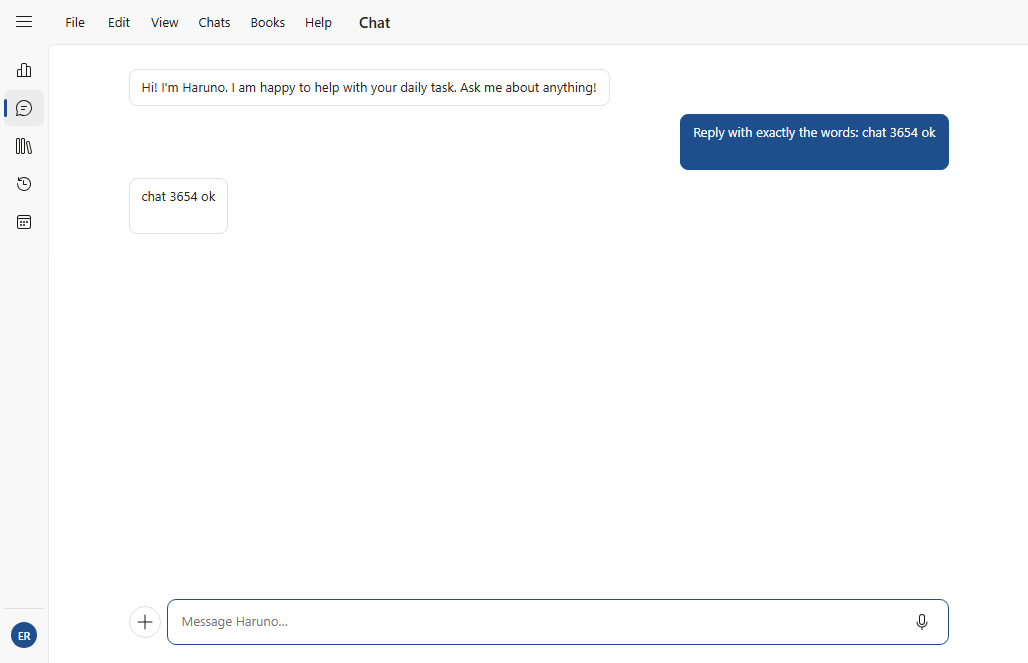 File Edit View Chats Books Help Chat
Hi! I'm Haruno. I am happy to help with your daily task. Ask me about anything!
Reply with exactly the words: chat 3654 ok
chat 3654 ok
Message Haruno...
ER